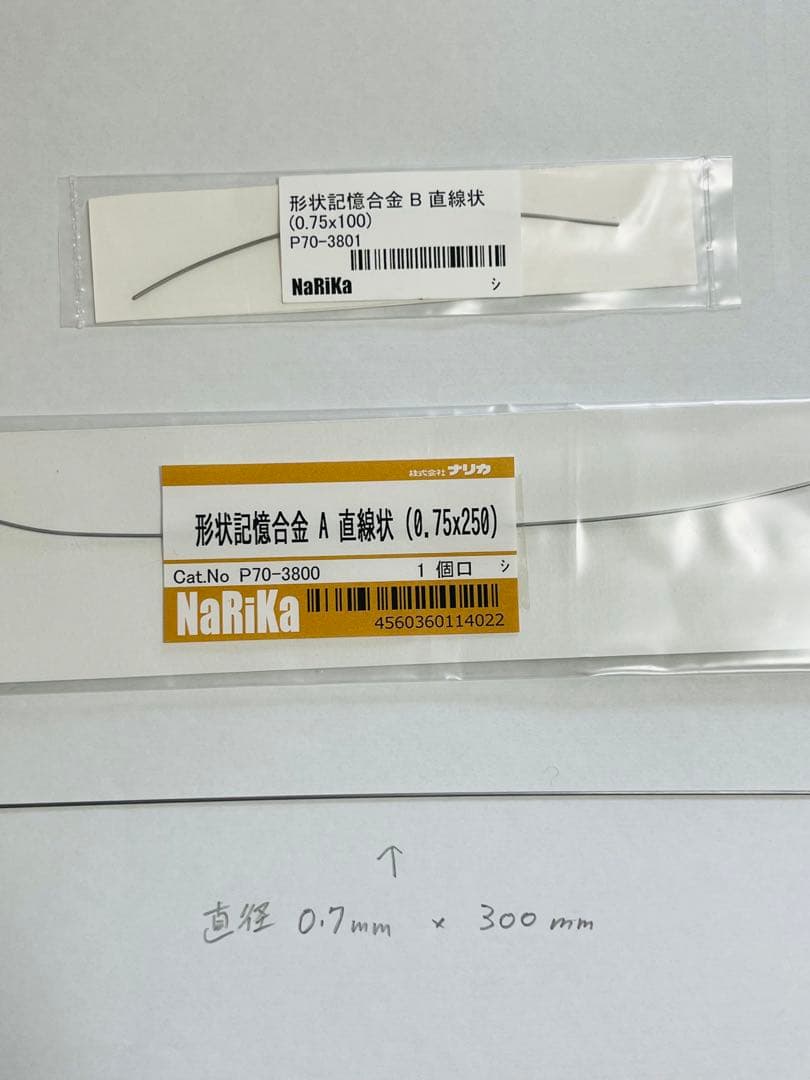 形状記憶合金 B 直線状
(0.75x100)
P70-3801
NaRiKa
シ
株式会社 ナリカ
形状記憶合金 A 直線状 (0.75x250)
Cat.No P70-3800 1 個口 シ
NaRiKa
4560360114022
↑
直径 0.7mm × 300mm